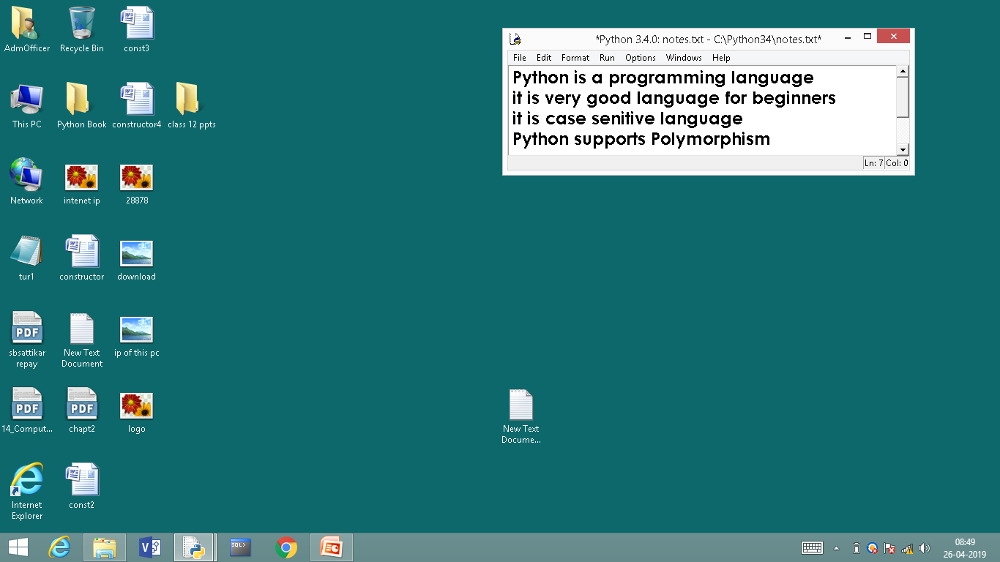 AdmOfficer
Recycle Bin
const3
This PC
Python Book
constructor4
class 12 ppts
Network
intenet ip
28878
tur1
constructor
download
PDF
sbsattikar
repay
New Text
Document
ip of this pc
PDF
14_Comput...
PDF
chapt2
logo
Internet
Explorer
const2
*Python 3.4.0: notes.txt - C:\Python34\notes.txt*
File Edit Format Run Options Windows Help
Python is a programming language
it is very good language for beginners
it is case senitive language
Python supports Polymorphism
Ln: 7 Col: 0
New Text
Docume...
SQL>
08:49
26-04-2019